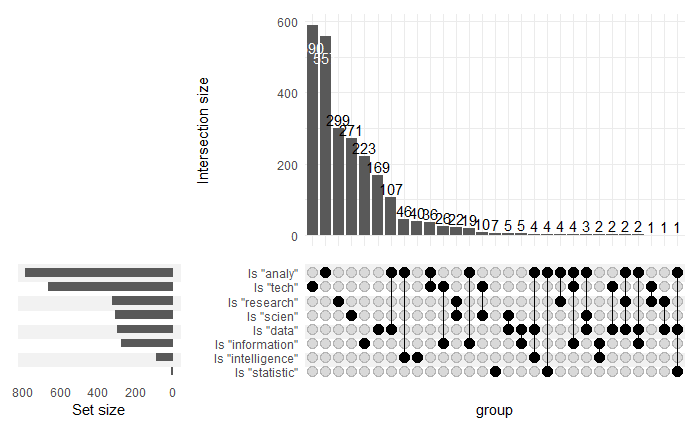 600
400
200
0
Intersection size
590
55
299
271
223
169
107
46
40
36
26
22
19
10
7
5
5
4
4
4
4
3
2
2
2
2
1
1
1
Is "analy"
Is "tech"
Is "research"
Is "scien"
Is "data"
Is "information"
Is "intelligence"
Is "statistic"
800 600 400 200 0
Set size
group